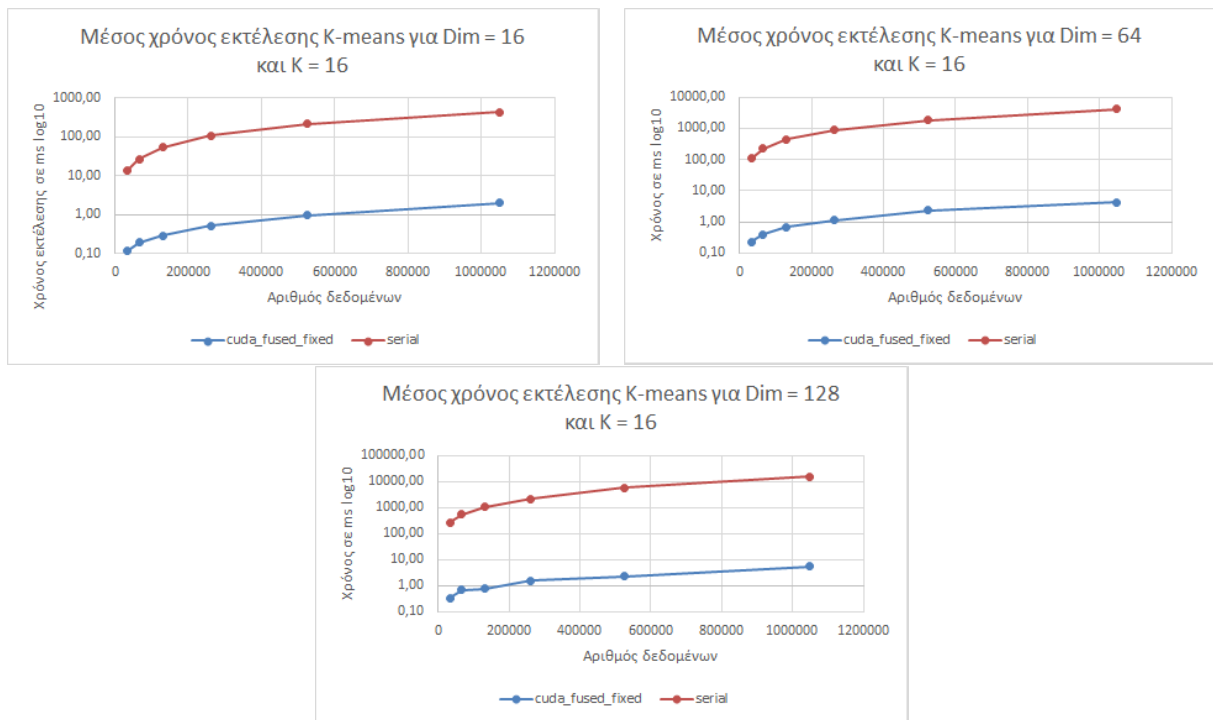 Μέσος χρόνος εκτέλεσης K-means για Dim = 16
και K = 16
Χρόνος εκτέλεσης σε ms log10
1000,00
100,00
10,00
1,00
0,10
0 200000 400000 600000 800000 1000000 1200000
Αριθμός δεδομένων
cuda_fused_fixed serial
Μέσος χρόνος εκτέλεσης K-means για Dim = 64
και K = 16
Χρόνος σε ms log10
10000,00
1000,00
100,00
10,00
1,00
0,10
0 200000 400000 600000 800000 1000000 1200000
Αριθμός δεδομένων
cuda_fused_fixed serial
Μέσος χρόνος εκτέλεσης K-means για Dim = 128
και K = 16
Χρόνος σε ms log10
100000,00
10000,00
1000,00
100,00
10,00
1,00
0,10
0 200000 400000 600000 800000 1000000 1200000
Αριθμός δεδομένων
cuda_fused_fixed serial